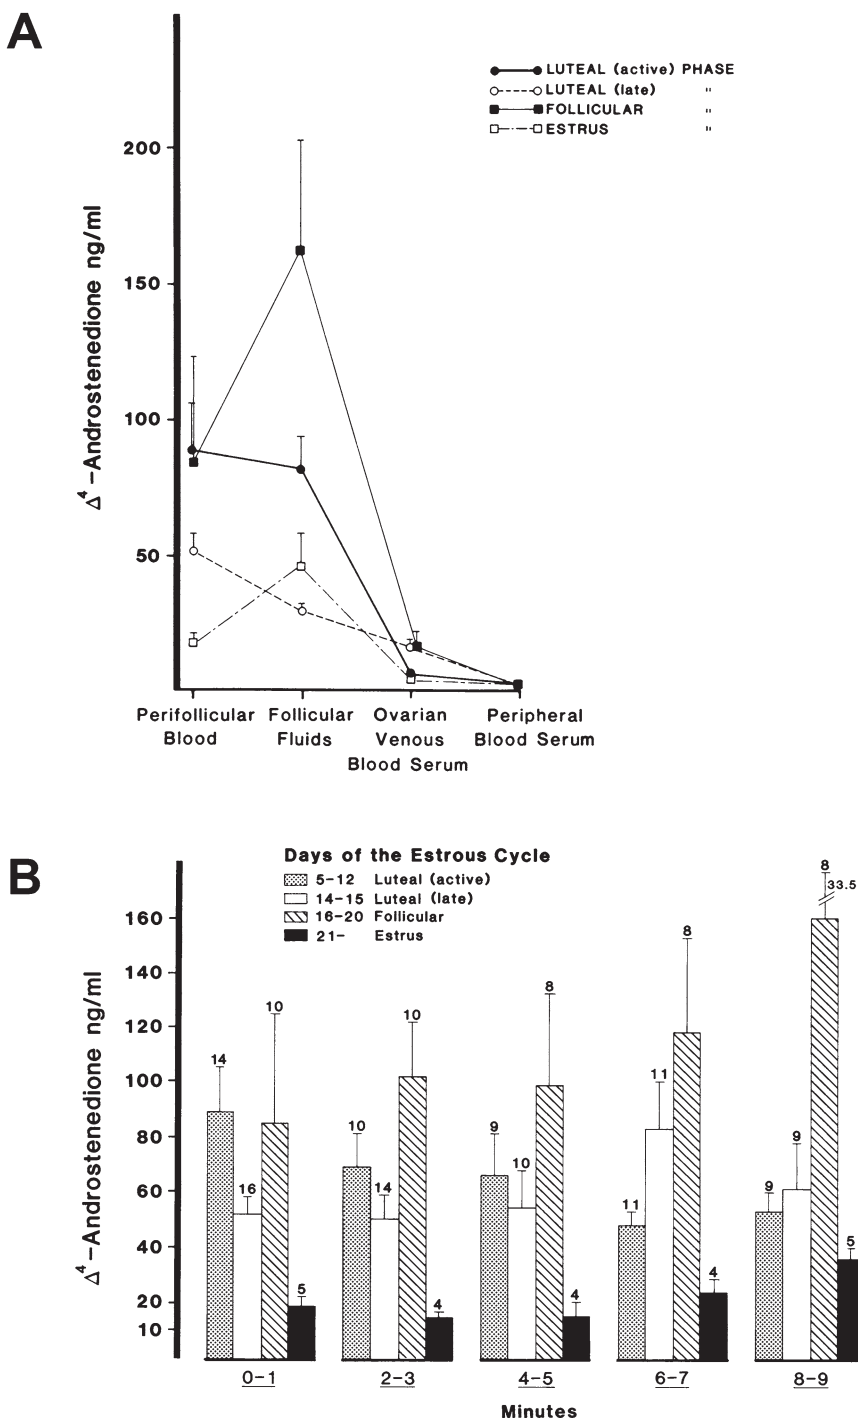 A
LUTEAL (active) PHASE
LUTEAL (late) "
FOLLICULAR "
ESTRUS "
200
150
100
50
Δ⁴-Androstenedione ng/ml
Perifollicular Follicular Ovarian Peripheral
Blood Fluids Venous Blood Serum
Blood Serum
B
Days of the Estrous Cycle
5-12 Luteal (active)
14-15 Luteal (late)
16-20 Follicular
21- Estrus
160
140
120
100
80
60
40
20
10
Δ⁴-Androstenedione ng/ml
14 16 10 5
10 14 10 4
9 10 8 4
11 11 8 4
9 9 8 33.5 5
0-1 2-3 4-5 6-7 8-9
Minutes